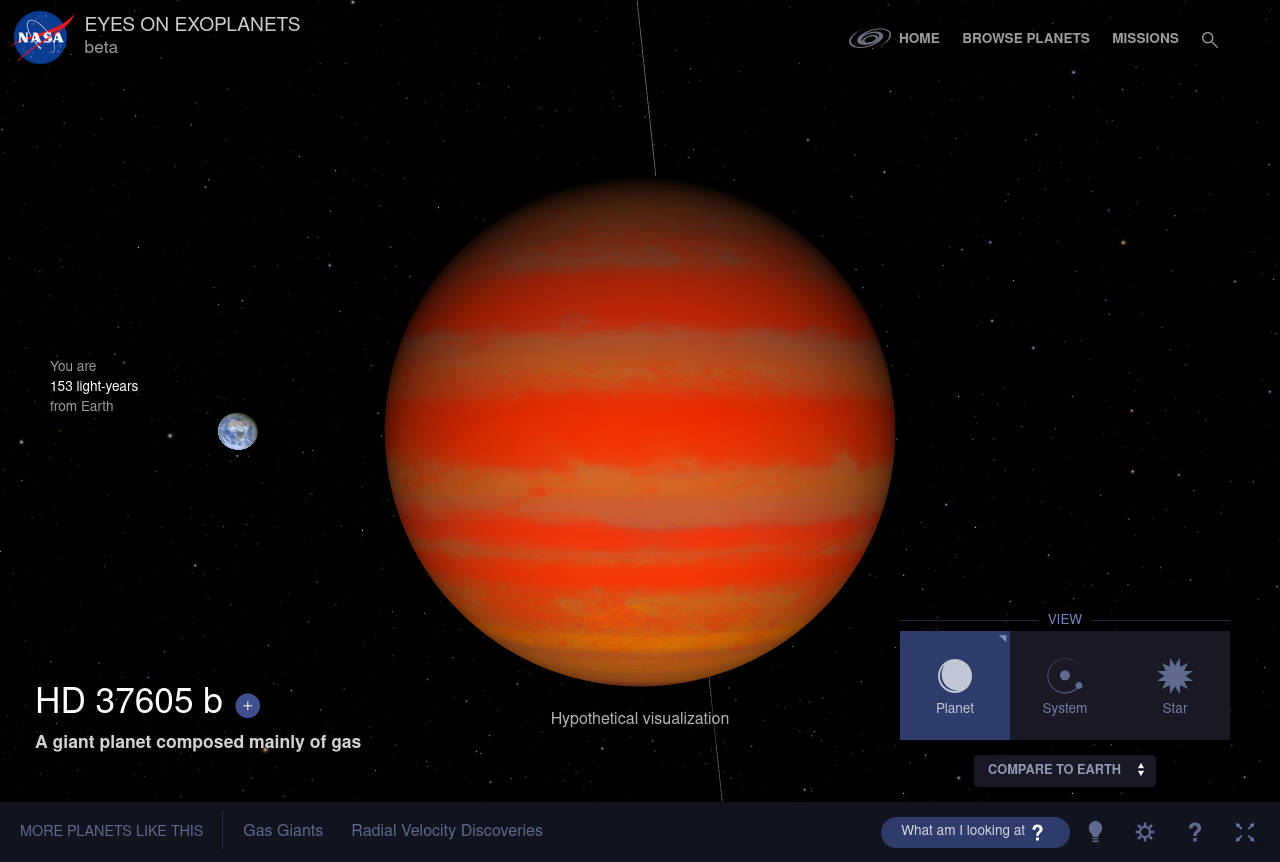 NASA
EYES ON EXOPLANETS
beta
HOME
BROWSE PLANETS
MISSIONS
You are
153 light-years
from Earth
HD 37605 b +
A giant planet composed mainly of gas
Hypothetical visualization
VIEW
Planet
System
Star
COMPARE TO EARTH
MORE PLANETS LIKE THIS
Gas Giants
Radial Velocity Discoveries
What am I looking at ?
?